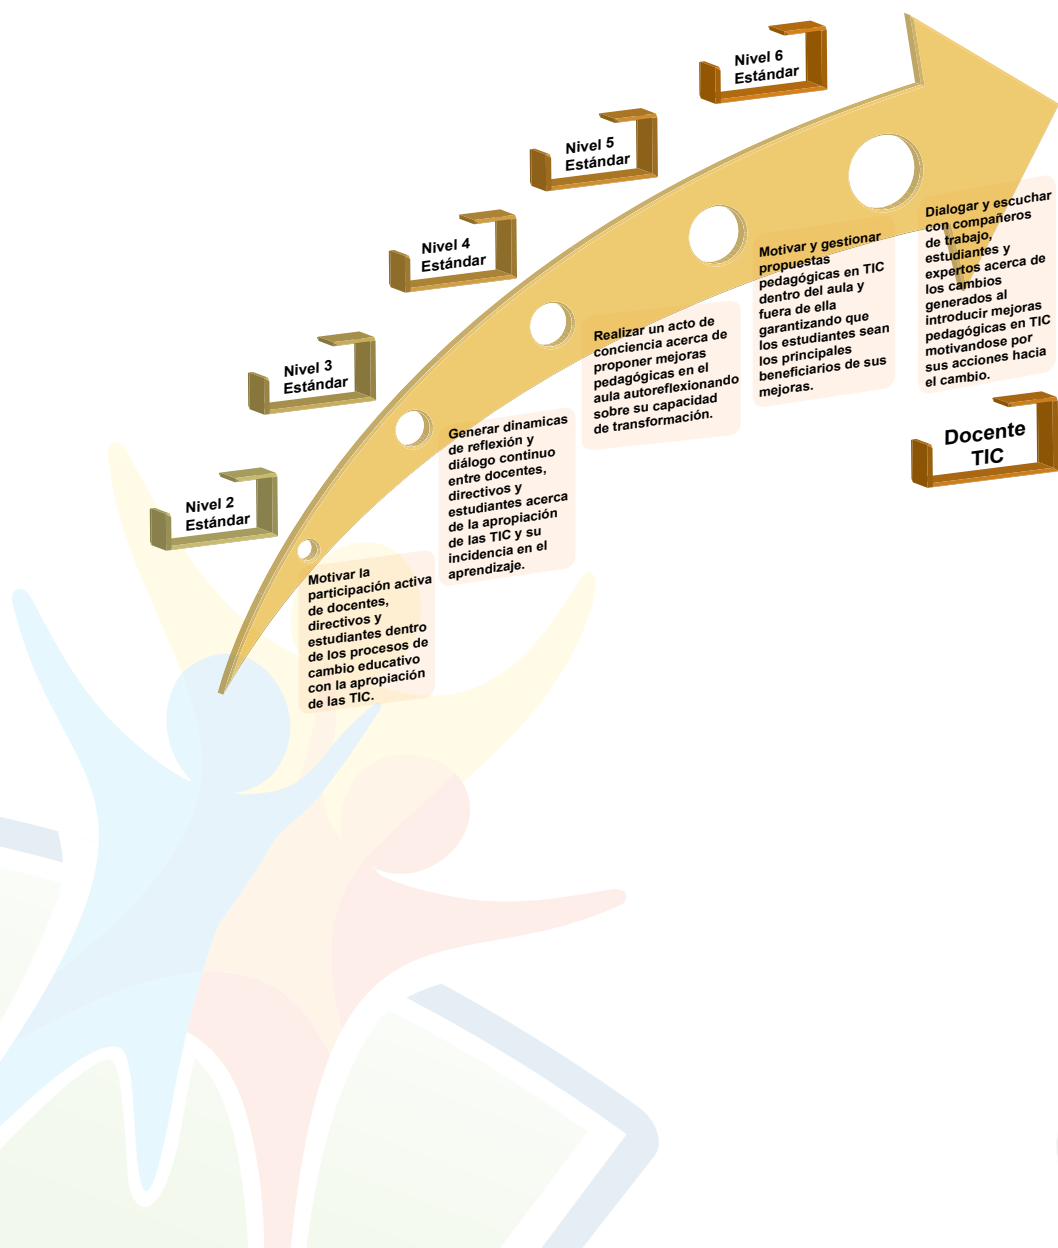 Nivel 6
Estándar
Nivel 5
Estándar
Nivel 4
Estándar
Nivel 3
Estándar
Nivel 2
Estándar
Motivar la
participación activa
de docentes,
directivos y
estudiantes dentro
de los procesos de
cambio educativo
con la apropiación
de las TIC.
Generar dinamicas
de reflexión y
diálogo continuo
entre docentes,
directivos y
estudiantes acerca
de la apropiación
de las TIC y su
incidencia en el
aprendizaje.
Realizar un acto de
conciencia acerca de
proponer mejoras
pedagógicas en el
aula autoreflexionando
sobre su capacidad
de transformación.
Motivar y gestionar
propuestas
pedagógicas en TIC
dentro del aula y
fuera de ella
garantizando que
los estudiantes sean
los principales
beneficiarios de sus
mejoras.
Dialogar y escuchar
con compañeros
de trabajo,
estudiantes y
expertos acerca de
los cambios
generados al
introducir mejoras
pedagógicas en TIC
motivandose por
sus acciones hacia
el cambio.
Docente
TIC